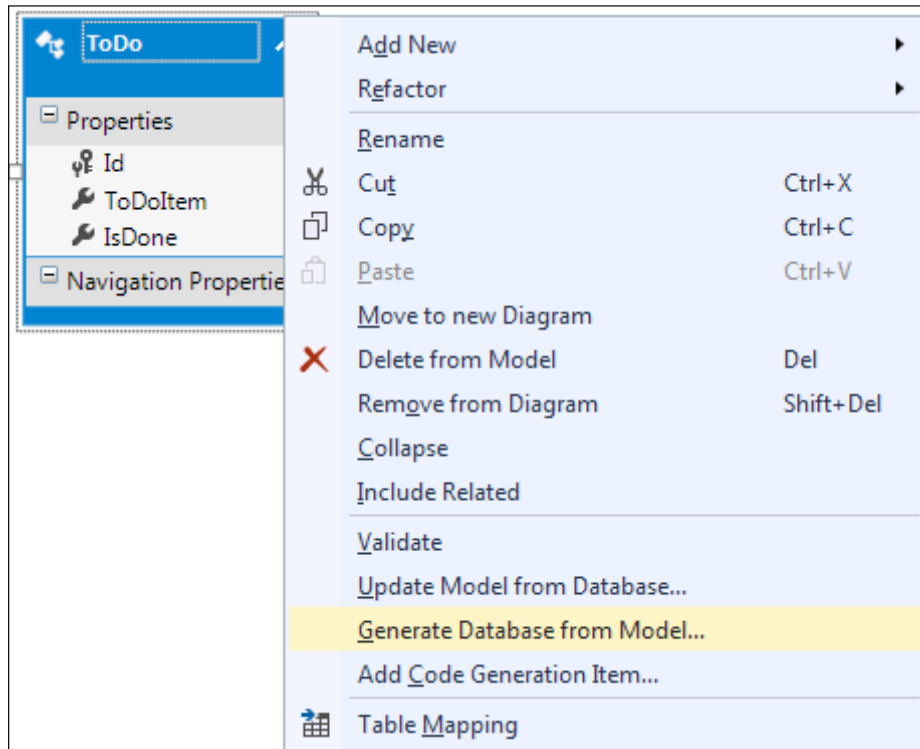 ToDo
Properties
Id
ToDoItem
IsDone
Navigation Propertie
Add New
Refactor
Rename
Cut Ctrl+X
Copy Ctrl+C
Paste Ctrl+V
Move to new Diagram
Delete from Model Del
Remove from Diagram Shift+Del
Collapse
Include Related
Validate
Update Model from Database...
Generate Database from Model...
Add Code Generation Item...
Table Mapping